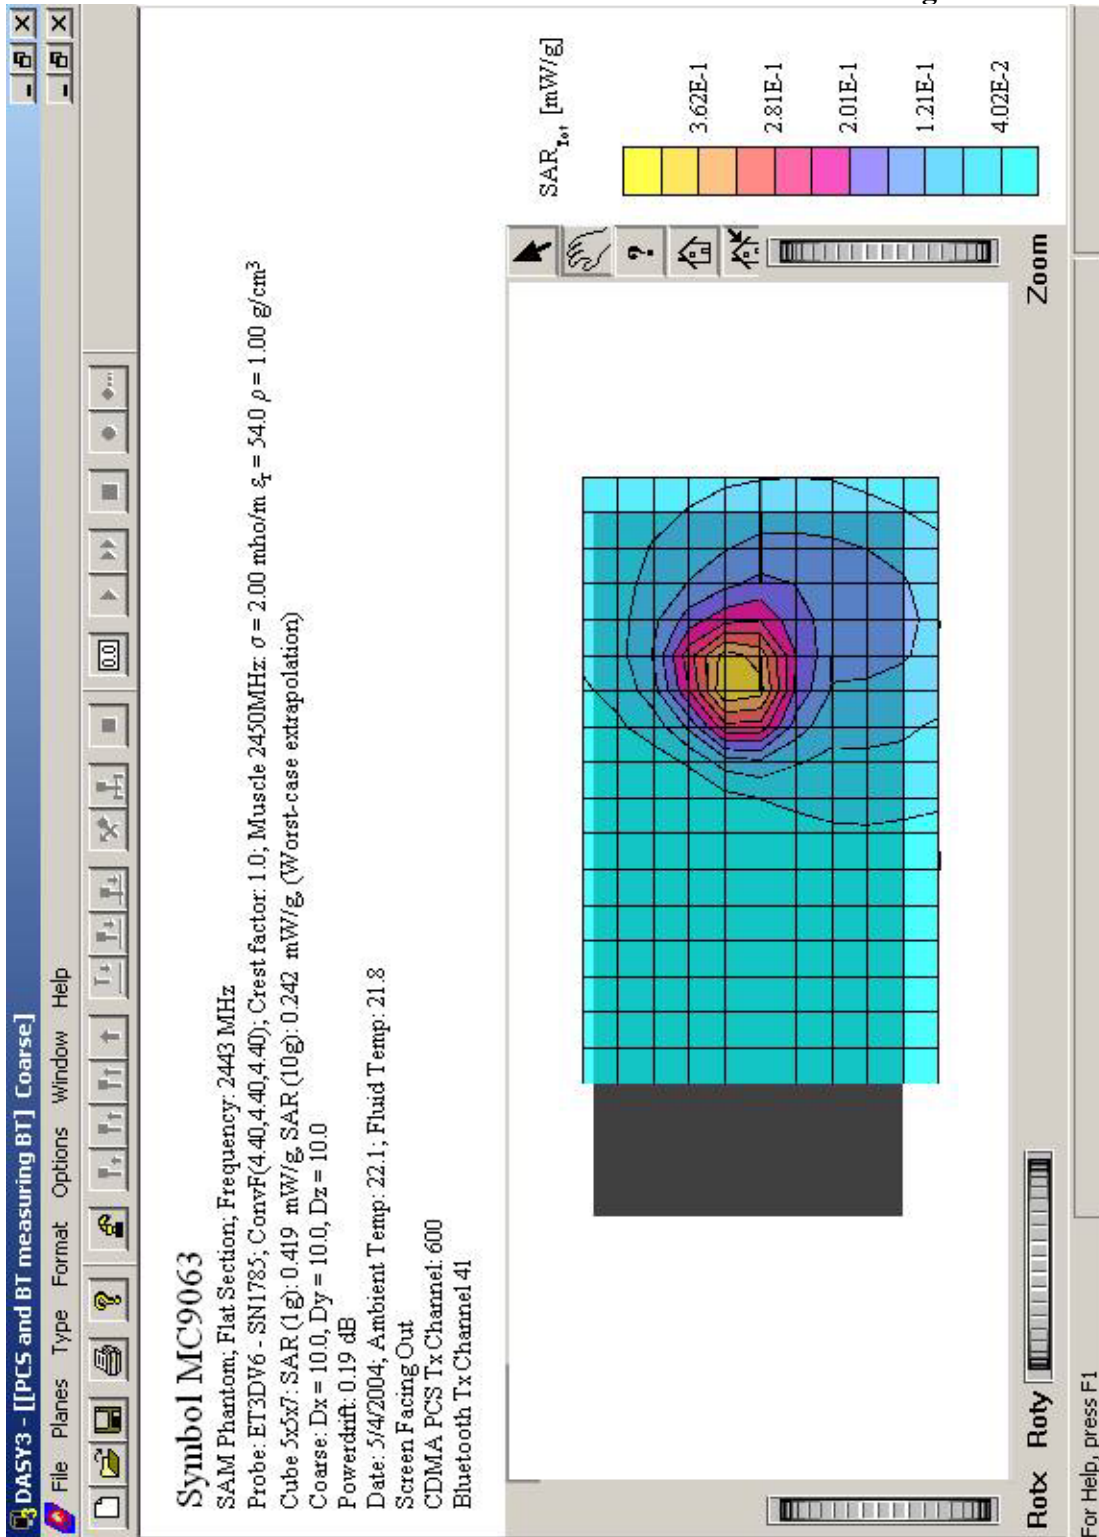 DASY3 - [[PCS and BT measuring BT] Coarse]
File Planes Type Format Options Window Help
Symbol MC9063
SAM Phantom; Flat Section; Frequency: 2443 MHz
Probe: ET3DV6 - SN1785; ConvF(4.40,4.40,4.40); Crest factor: 1.0; Muscle 2450MHz: σ = 2.00 mho/m εr = 54.0 ρ = 1.00 g/cm³
Cube 5x5x7: SAR (1g): 0.419 mW/g, SAR (10g): 0.242 mW/g, (Worst-case extrapolation)
Coarse: Dx = 10.0, Dy = 10.0, Dz = 10.0
Powerdrift: 0.19 dB
Date: 5/4/2004; Ambient Temp: 22.1; Fluid Temp: 21.8
Screen Facing Out
CDMA PCS Tx Channel: 600
Bluetooth Tx Channel 41
SARTot [mW/g]
3.62E-1
2.81E-1
2.01E-1
1.21E-1
4.02E-2
Rotx Roty Zoom
For Help, press F1